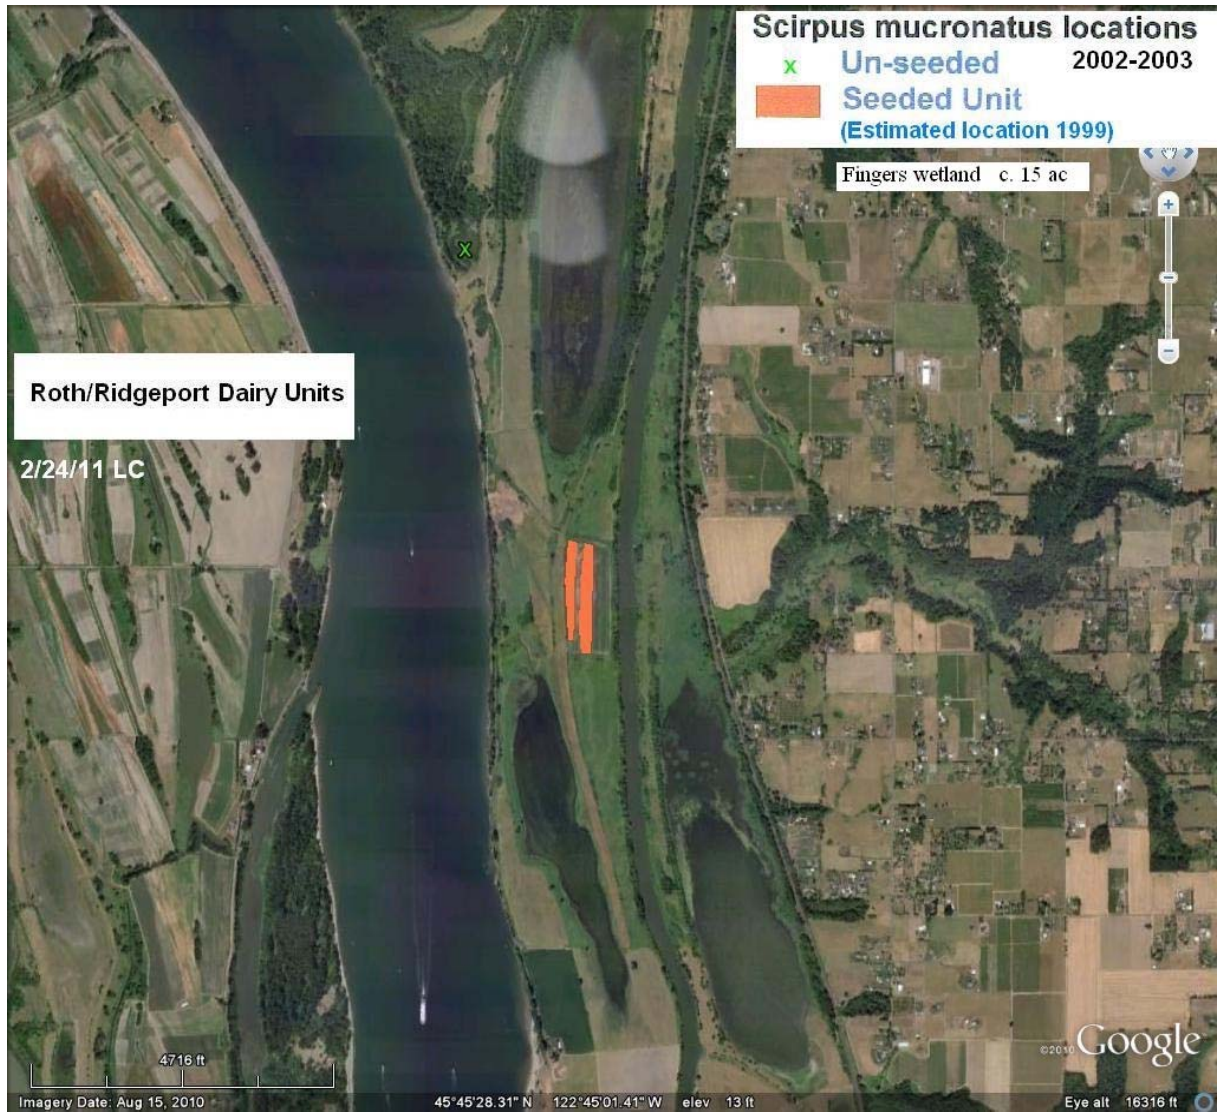 Scirpus mucronatus locations
2002-2003
x Un-seeded
Seeded Unit
(Estimated location 1999)
Fingers wetland c. 15 ac
X
Roth/Ridgeport Dairy Units
2/24/11 LC
4716 ft
©2010 Google
Imagery Date: Aug 15, 2010 45°45'28.31" N 122°45'01.41" W elev 13 ft Eye alt 16316 ft